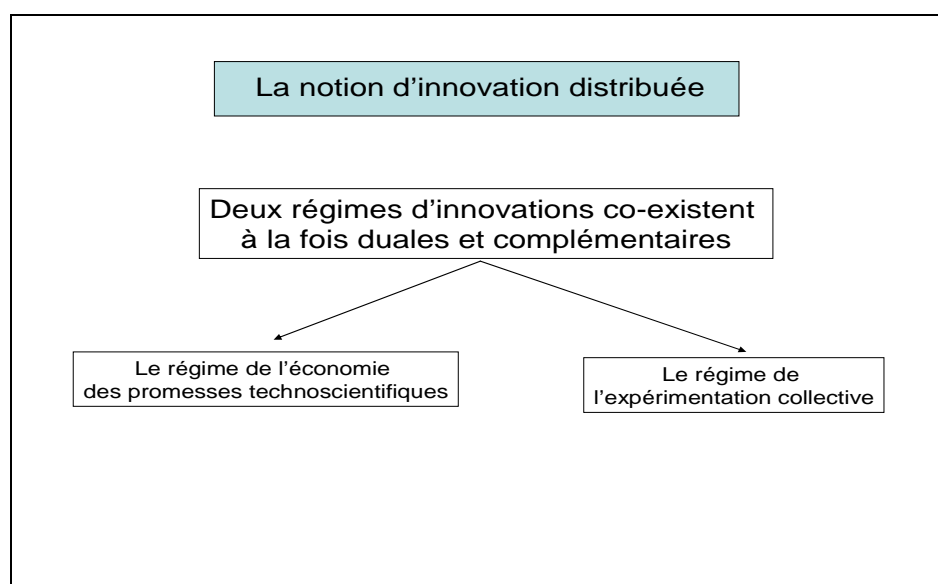 La notion d’innovation distribuée
Deux régimes d’innovations co-existent
à la fois duales et complémentaires
Le régime de l’économie
des promesses technoscientifiques
Le régime de
l’expérimentation collective